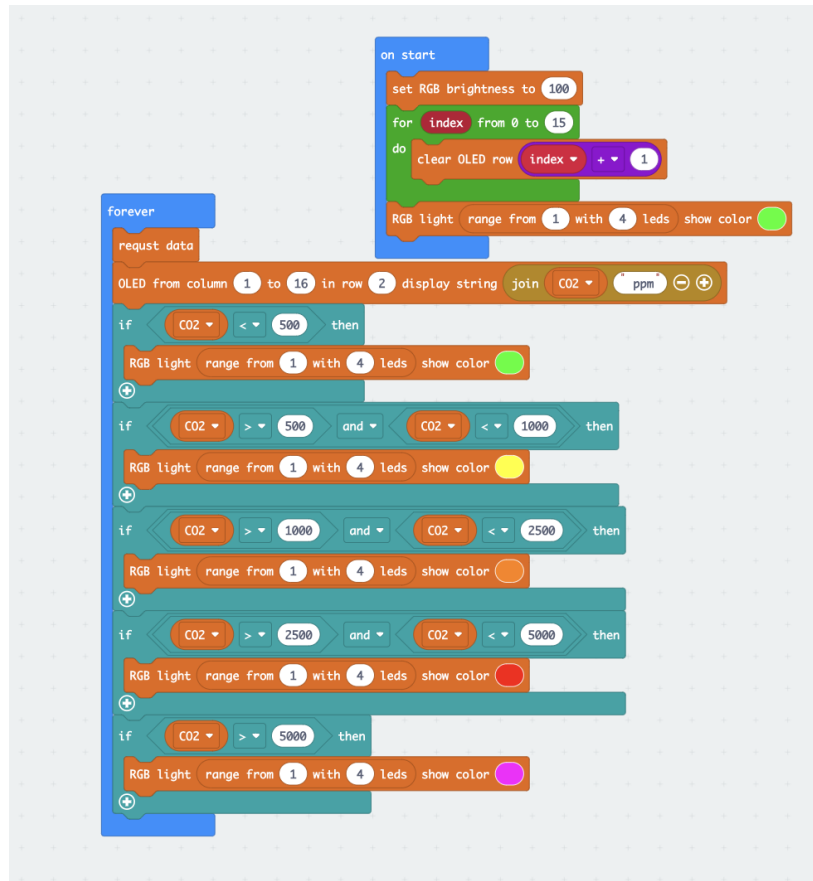 on start
set RGB brightness to 100
for index from 0 to 15
do
clear OLED row index + 1
RGB light range from 1 with 4 leds show color
forever
requst data
OLED from column 1 to 16 in row 2 display string join CO2 " ppm "
if CO2 < 500 then
RGB light range from 1 with 4 leds show color
if CO2 > 500 and CO2 < 1000 then
RGB light range from 1 with 4 leds show color
if CO2 > 1000 and CO2 < 2500 then
RGB light range from 1 with 4 leds show color
if CO2 > 2500 and CO2 < 5000 then
RGB light range from 1 with 4 leds show color
if CO2 > 5000 then
RGB light range from 1 with 4 leds show color